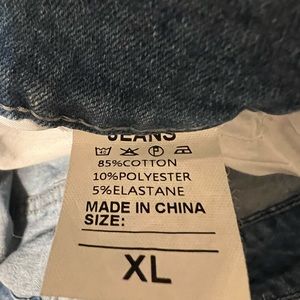 JEANS
85%COTTON
10%POLYESTER
5%ELASTANE
MADE IN CHINA
SIZE:
XL